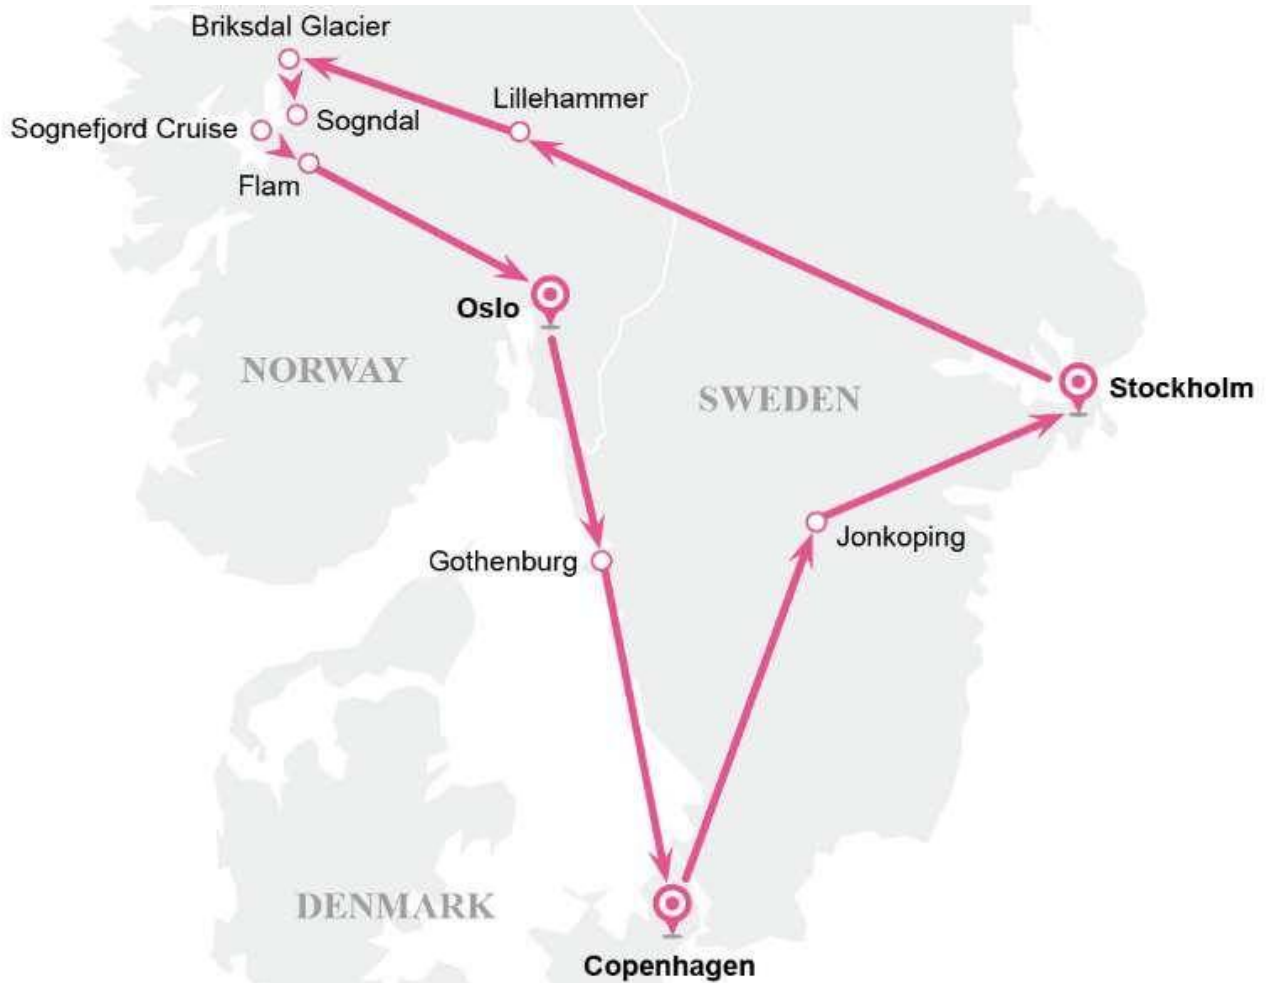 Briksdal Glacier
Lillehammer
Sogndal
Sognefjord Cruise
Flam
Oslo
NORWAY
SWEDEN
Stockholm
Jonkoping
Gothenburg
DENMARK
Copenhagen